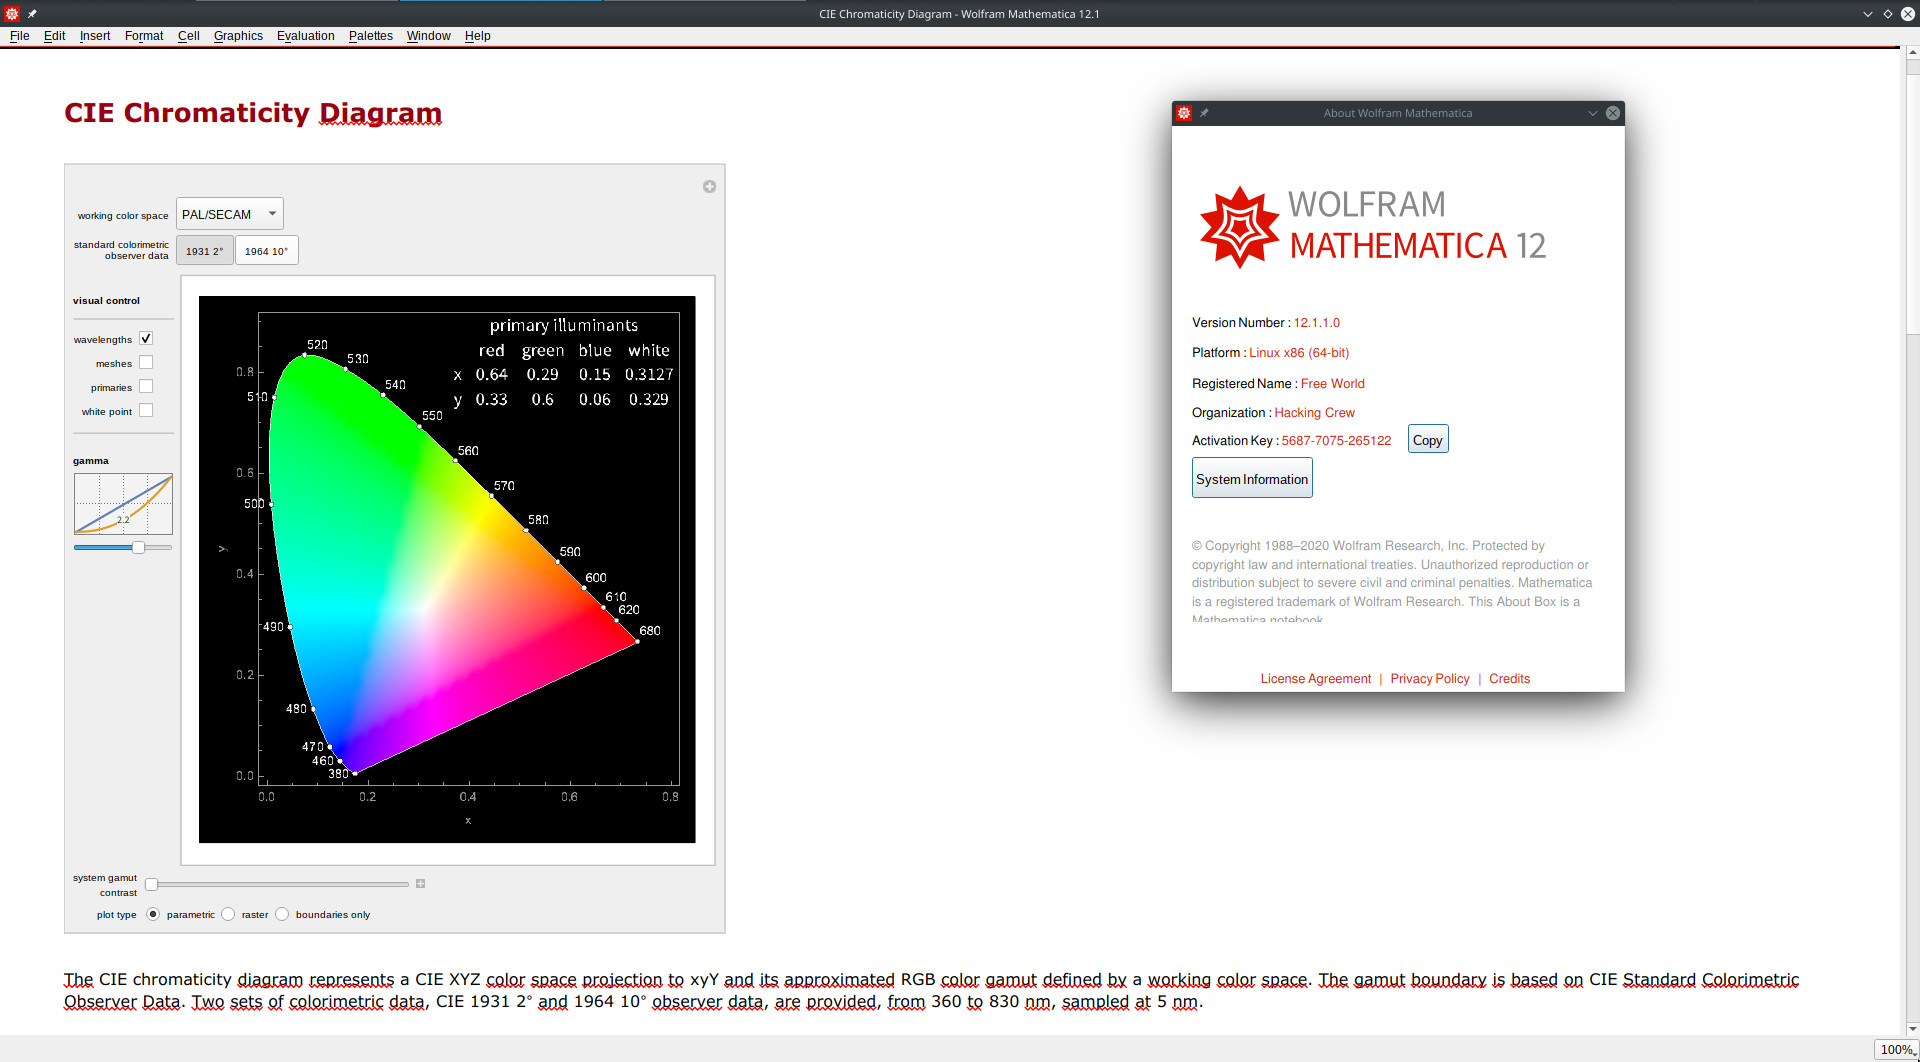 CIE Chromaticity Diagram - Wolfram Mathematica 12.1
File Edit Insert Format Cell Graphics Evaluation Palettes Window Help
CIE Chromaticity Diagram
working color space PAL/SECAM
standard colorimetric
observer data
1931 2° 1964 10°
visual control
wavelengths
meshes
primaries
white point
gamma
2.2
primary illuminants
red green blue white
x 0.64 0.29 0.15 0.3127
y 0.33 0.6 0.06 0.329
520
530
540
550
560
570
580
590
600
610
620
680
510
500
490
480
470
460
380
0.8
0.6
0.4
0.2
0.0
y
0.0 0.2 0.4 0.6 0.8
x
system gamut
contrast
plot type parametric raster boundaries only
The CIE chromaticity diagram represents a CIE XYZ color space projection to xyY and its approximated RGB color gamut defined by a working color space. The gamut boundary is based on CIE Standard Colorimetric
Observer Data. Two sets of colorimetric data, CIE 1931 2° and 1964 10° observer data, are provided, from 360 to 830 nm, sampled at 5 nm.
About Wolfram Mathematica
WOLFRAM
MATHEMATICA 12
Version Number : 12.1.1.0
Platform : Linux x86 (64-bit)
Registered Name : Free World
Organization : Hacking Crew
Activation Key : 5687-7075-265122 Copy
System Information
© Copyright 1988–2020 Wolfram Research, Inc. Protected by
copyright law and international treaties. Unauthorized reproduction or
distribution subject to severe civil and criminal penalties. Mathematica
is a registered trademark of Wolfram Research. This About Box is a
Mathematica notebook
License Agreement | Privacy Policy | Credits
100%